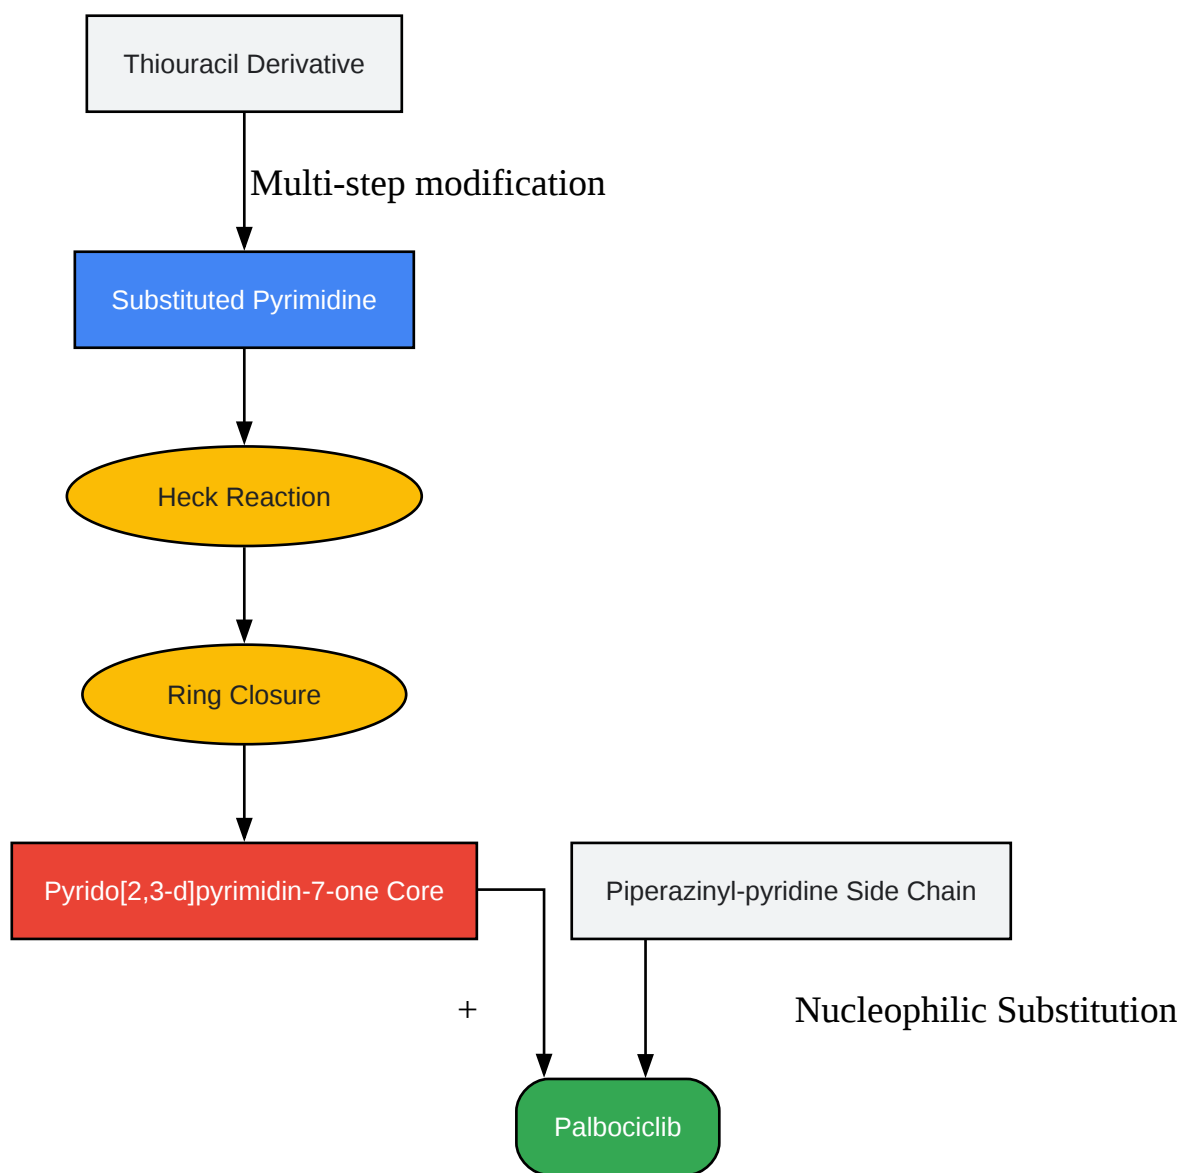 Thiouracil Derivative
Multi-step modification
Substituted Pyrimidine
Heck Reaction
Ring Closure
Pyrido[2,3-d]pyrimidin-7-one Core
Piperazinyl-pyridine Side Chain
+
Nucleophilic Substitution
Palbociclib